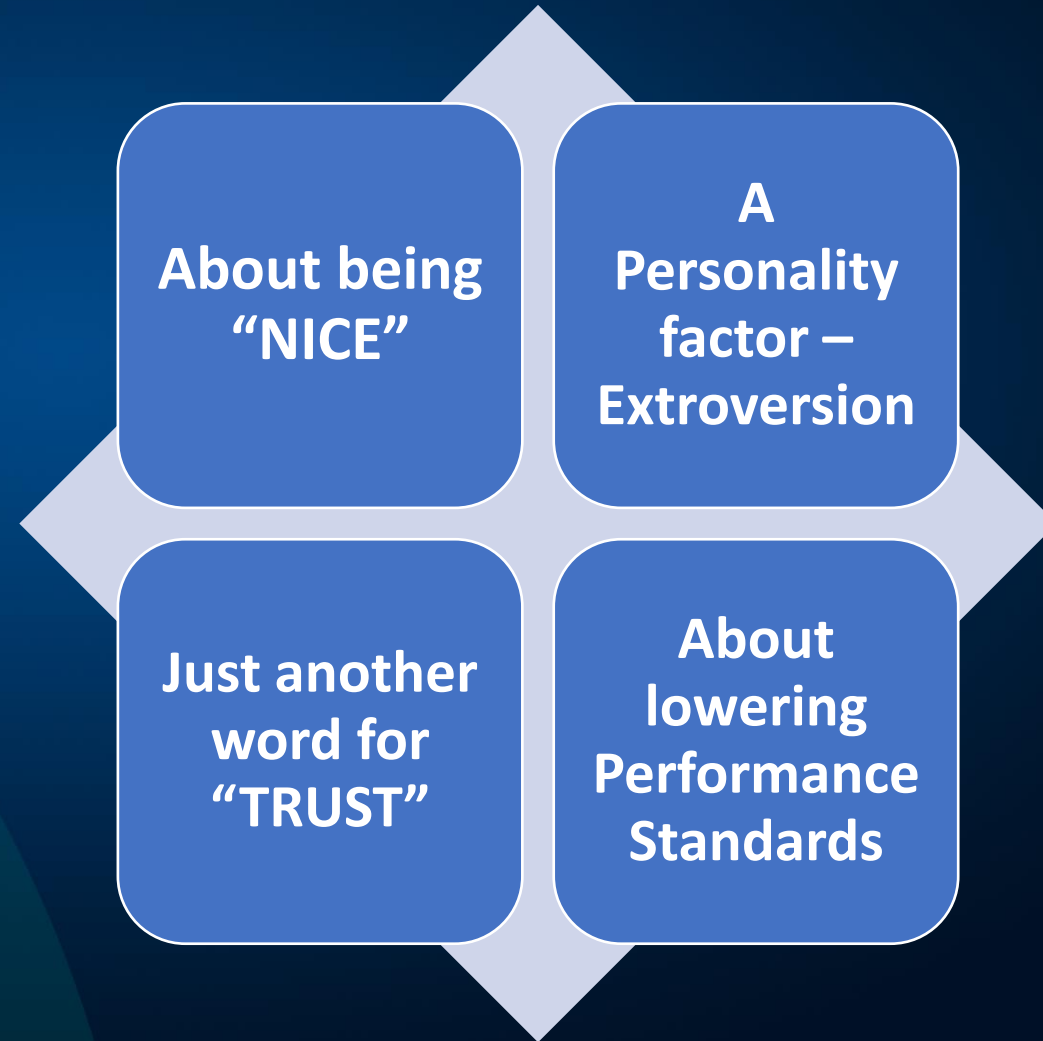 About being
“NICE”
A
Personality
factor –
Extroversion
Just another
word for
“TRUST”
About
lowering
Performance
Standards